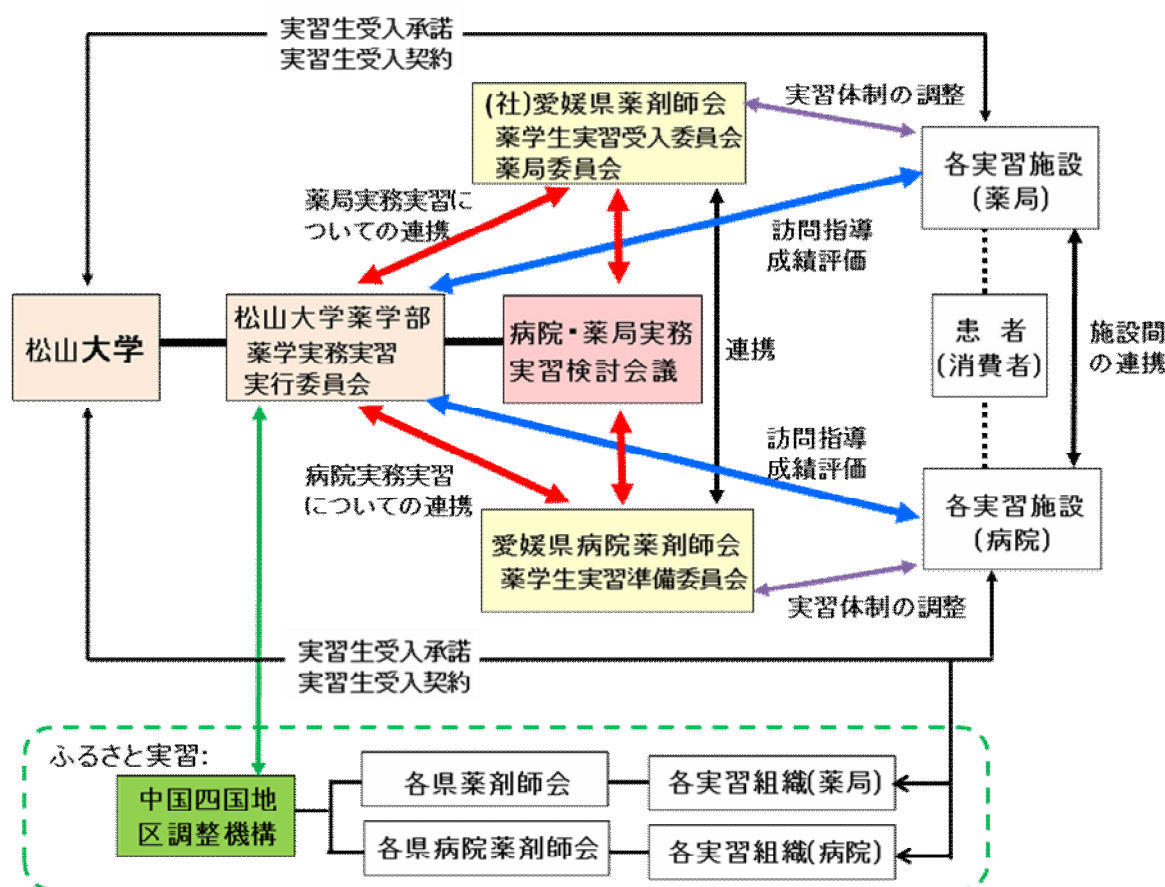 実習生受入承諾
実習生受入契約
(社)愛媛県薬剤師会
薬学生実習受入委員会
薬局委員会
実習体制の調整
各実習施設
(薬局)
薬局実務実習に
ついての連携
訪問指導
成績評価
松山大学
松山大学薬学部
薬学実務実習
実行委員会
病院・薬局実務
実習検討会議
連携
患 者
(消費者)
施設間
の連携
訪問指導
成績評価
病院実務実習
についての連携
愛媛県病院薬剤師会
薬学生実習準備委員会
各実習施設
(病院)
実習体制の調整
実習生受入承諾
実習生受入契約
ふるさと実習:
中国四国地
区調整機構
各県薬剤師会
各実習組織(薬局)
各県病院薬剤師会
各実習組織(病院)